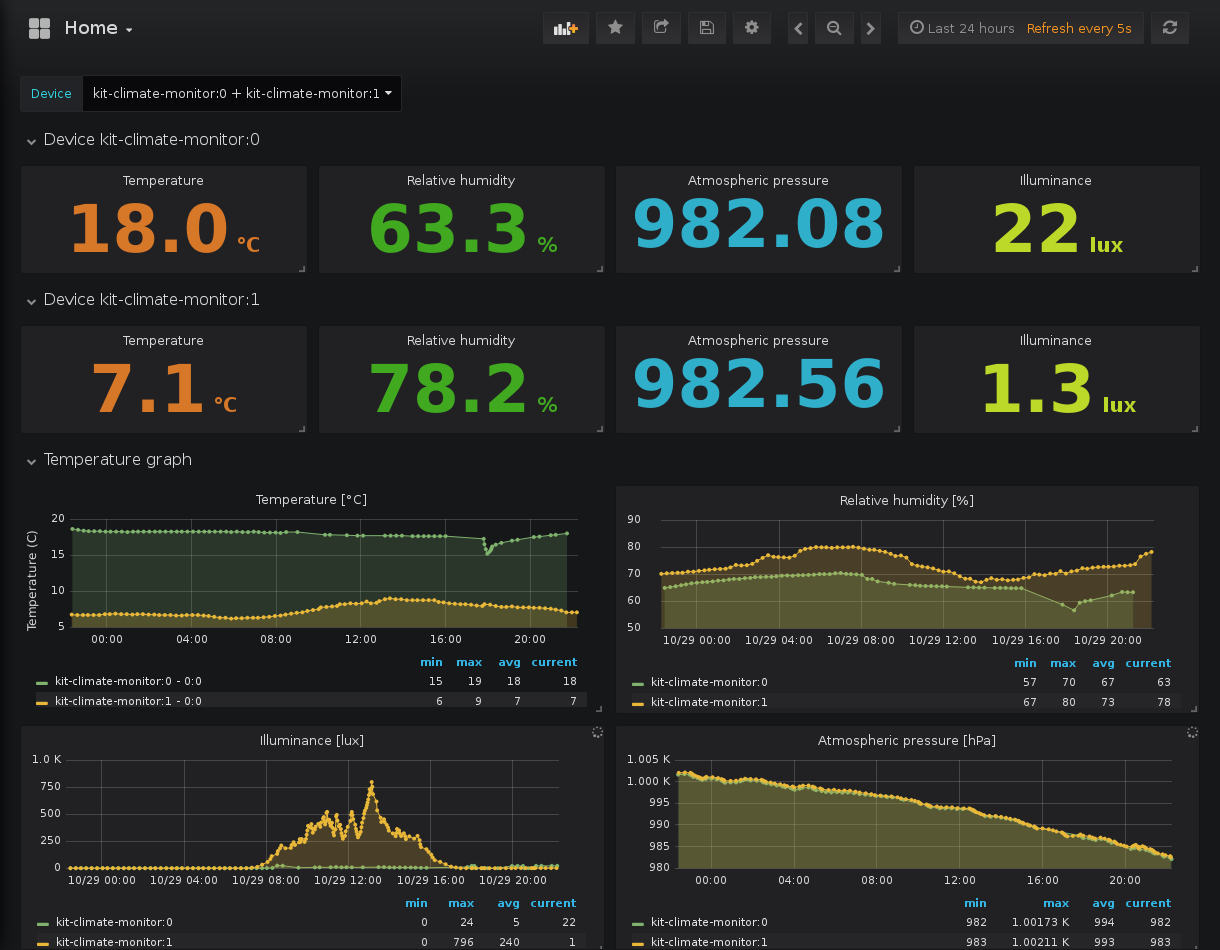 Home
Last 24 hours Refresh every 5s
Device kit-climate-monitor:0 + kit-climate-monitor:1
Device kit-climate-monitor:0
Temperature Relative humidity Atmospheric pressure Illuminance
18.0 °C 63.3 % 982.08 22 lux
Device kit-climate-monitor:1
Temperature Relative humidity Atmospheric pressure Illuminance
7.1 °C 78.2 % 982.56 1.3 lux
Temperature graph
Temperature [°C]
Temperature (C)
20
15
10
5
00:00 04:00 08:00 12:00 16:00 20:00
min max avg current
kit-climate-monitor:0 - 0:0 15 19 18 18
kit-climate-monitor:1 - 0:0 6 9 7 7
Relative humidity [%]
90
80
70
60
50
10/29 00:00 10/29 04:00 10/29 08:00 10/29 12:00 10/29 16:00 10/29 20:00
min max avg current
kit-climate-monitor:0 57 70 67 63
kit-climate-monitor:1 67 80 73 78
Illuminance [lux]
1.0 K
750
500
250
0
10/29 00:00 10/29 04:00 10/29 08:00 10/29 12:00 10/29 16:00 10/29 20:00
min max avg current
kit-climate-monitor:0 0 24 5 22
kit-climate-monitor:1 0 796 240 1
Atmospheric pressure [hPa]
1.005 K
1.000 K
995
990
985
980
00:00 04:00 08:00 12:00 16:00 20:00
min max avg current
kit-climate-monitor:0 982 1.00173 K 994 982
kit-climate-monitor:1 983 1.00211 K 993 983